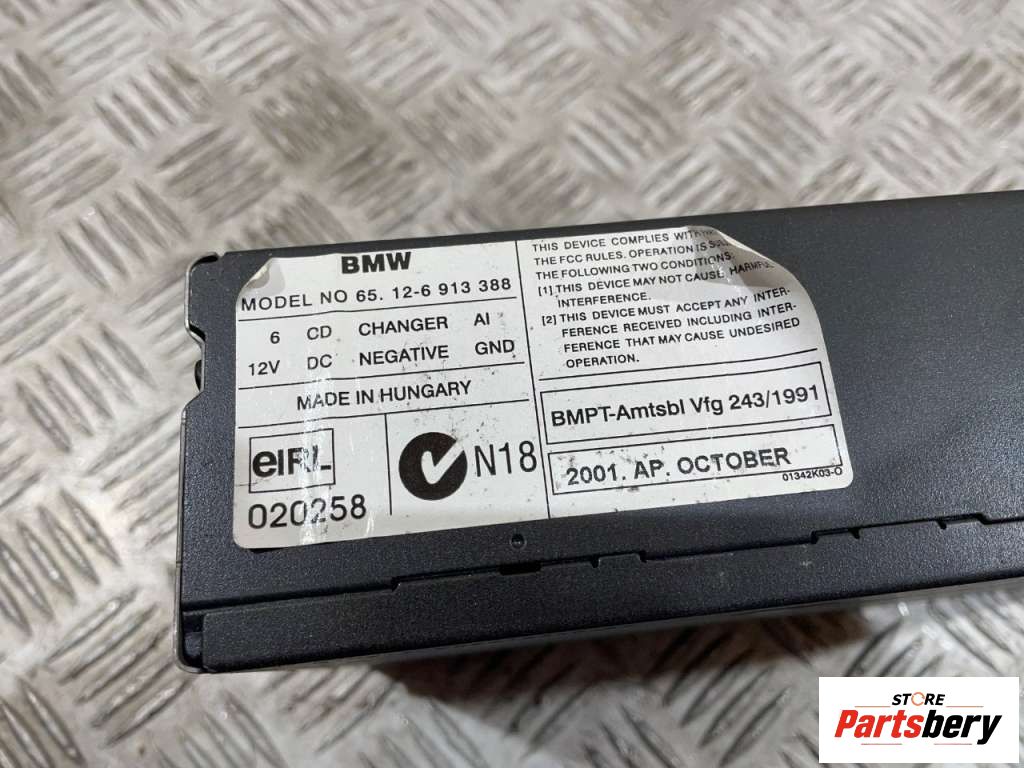 BMW
MODEL NO 65. 12-6 913 388
6 CD CHANGER AI
12V DC NEGATIVE GND
MADE IN HUNGARY
eIRL
020258
N18
THIS DEVICE COMPLIES WITH
THE FCC RULES. OPERATION IS
THE FOLLOWING TWO CONDITIONS:
[1] THIS DEVICE MAY NOT CAUSE HARMFUL
INTERFERENCE.
[2] THIS DEVICE MUST ACCEPT ANY INTER-
FERENCE RECEIVED INCLUDING INTER-
FERENCE THAT MAY CAUSE UNDESIRED
OPERATION.
BMPT-Amtsbl Vfg 243/1991
2001. AP. OCTOBER
01342K03-O
STORE
Partsbery